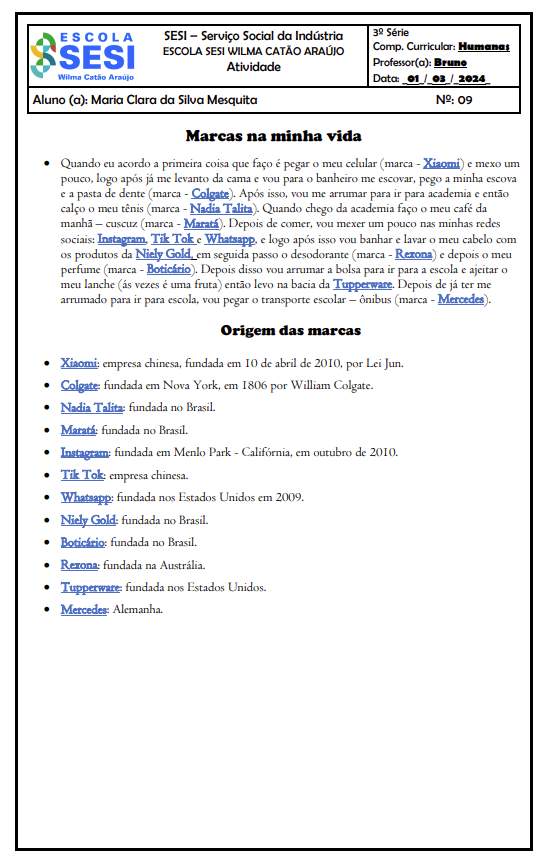 ESCOLA
SESI
Wilma Catão Araújo
SESI – Serviço Social da Indústria
ESCOLA SESI WILMA CATÃO ARAÚJO
Atividade
3ª Série
Comp. Curricular: Humanas
Professor(a): Bruno
Data: _01_/_03_/_2024_
Aluno (a): Maria Clara da Silva Mesquita Nº: 09
Marcas na minha vida
• Quando eu acordo a primeira coisa que faço é pegar o meu celular (marca - Xiaomi) e mexo um
pouco, logo após já me levanto da cama e vou para o banheiro me escovar, pego a minha escova
e a pasta de dente (marca - Colgate). Após isso, vou me arrumar para ir para academia e então
calço o meu tênis (marca - Nadia Talita). Quando chego da academia faço o meu café da
manhã – cuscuz (marca - Maratá). Depois de comer, vou mexer um pouco nas minhas redes
sociais: Instagram, Tik Tok e Whatsapp, e logo após isso vou banhar e lavar o meu cabelo com
os produtos da Niely Gold, em seguida passo o desodorante (marca - Rexona) e depois o meu
perfume (marca - Boticário). Depois disso vou arrumar a bolsa para ir para a escola e ajeitar o
meu lanche (ás vezes é uma fruta) então levo na bacia da Tupperware. Depois de já ter me
arrumado para ir para escola, vou pegar o transporte escolar – ônibus (marca - Mercedes).
Origem das marcas
• Xiaomi: empresa chinesa, fundada em 10 de abril de 2010, por Lei Jun.
• Colgate: fundada em Nova York, em 1806 por William Colgate.
• Nadia Talita: fundada no Brasil.
• Maratá: fundada no Brasil.
• Instagram: fundada em Menlo Park - Califórnia, em outubro de 2010.
• Tik Tok: empresa chinesa.
• Whatsapp: fundada nos Estados Unidos em 2009.
• Niely Gold: fundada no Brasil.
• Boticário: fundada no Brasil.
• Rexona: fundada na Austrália.
• Tupperware: fundada nos Estados Unidos.
• Mercedes: Alemanha.